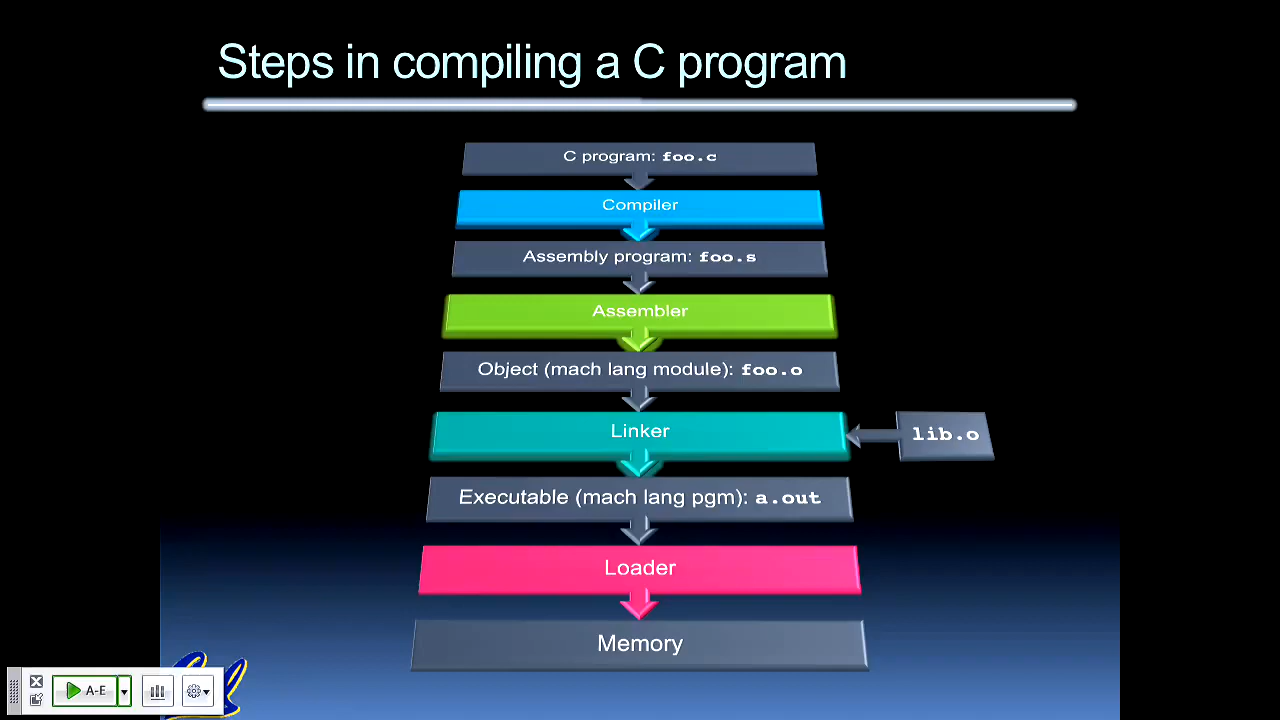 Steps in compiling a C program
C program: foo.c
Compiler
Assembly program: foo.s
Assembler
Object (mach lang module): foo.o
Linker
lib.o
Executable (mach lang pgm): a.out
Loader
Memory
A-E